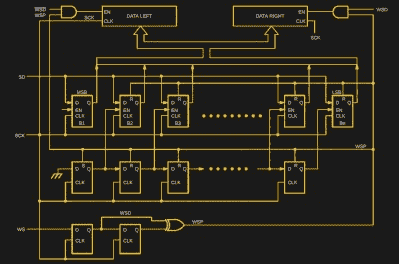 WSD
WSP
EN
SCK
CLK
DATA LEFT
DATA RIGHT
EN
CLK
WSD
SCK
SD
MSB
LSB
D R Q
EN
CLK
B1
D R Q
EN
CLK
B2
D R Q
EN
CLK
B3
D R Q
EN
CLK
D R Q
EN
CLK
Bn
SCK
WSP
D Q
CLK
D R Q
CLK
D R Q
CLK
D R Q
CLK
WSD
WS
D Q
CLK
D Q
CLK
WSP